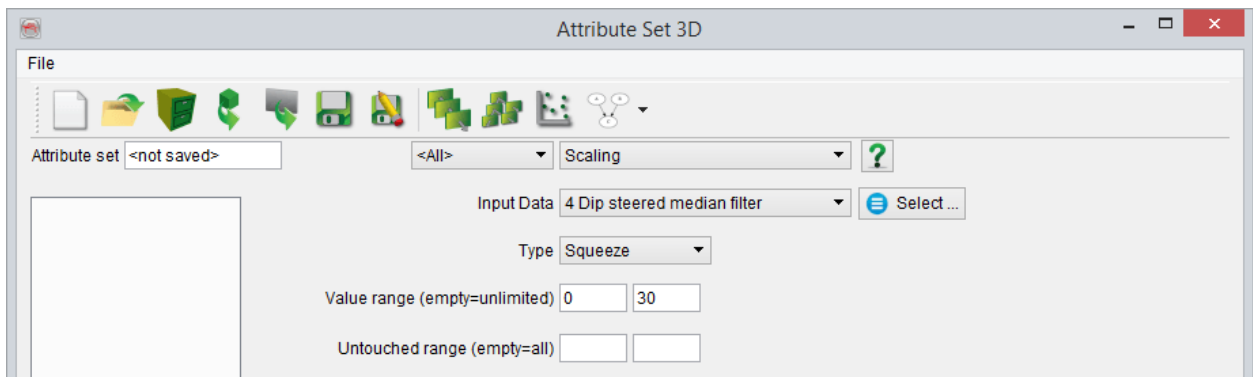 Attribute Set 3D
File
Attribute set <not saved> <All> Scaling ?
Input Data 4 Dip steered median filter Select ...
Type Squeeze
Value range (empty=unlimited) 0 30
Untouched range (empty=all)